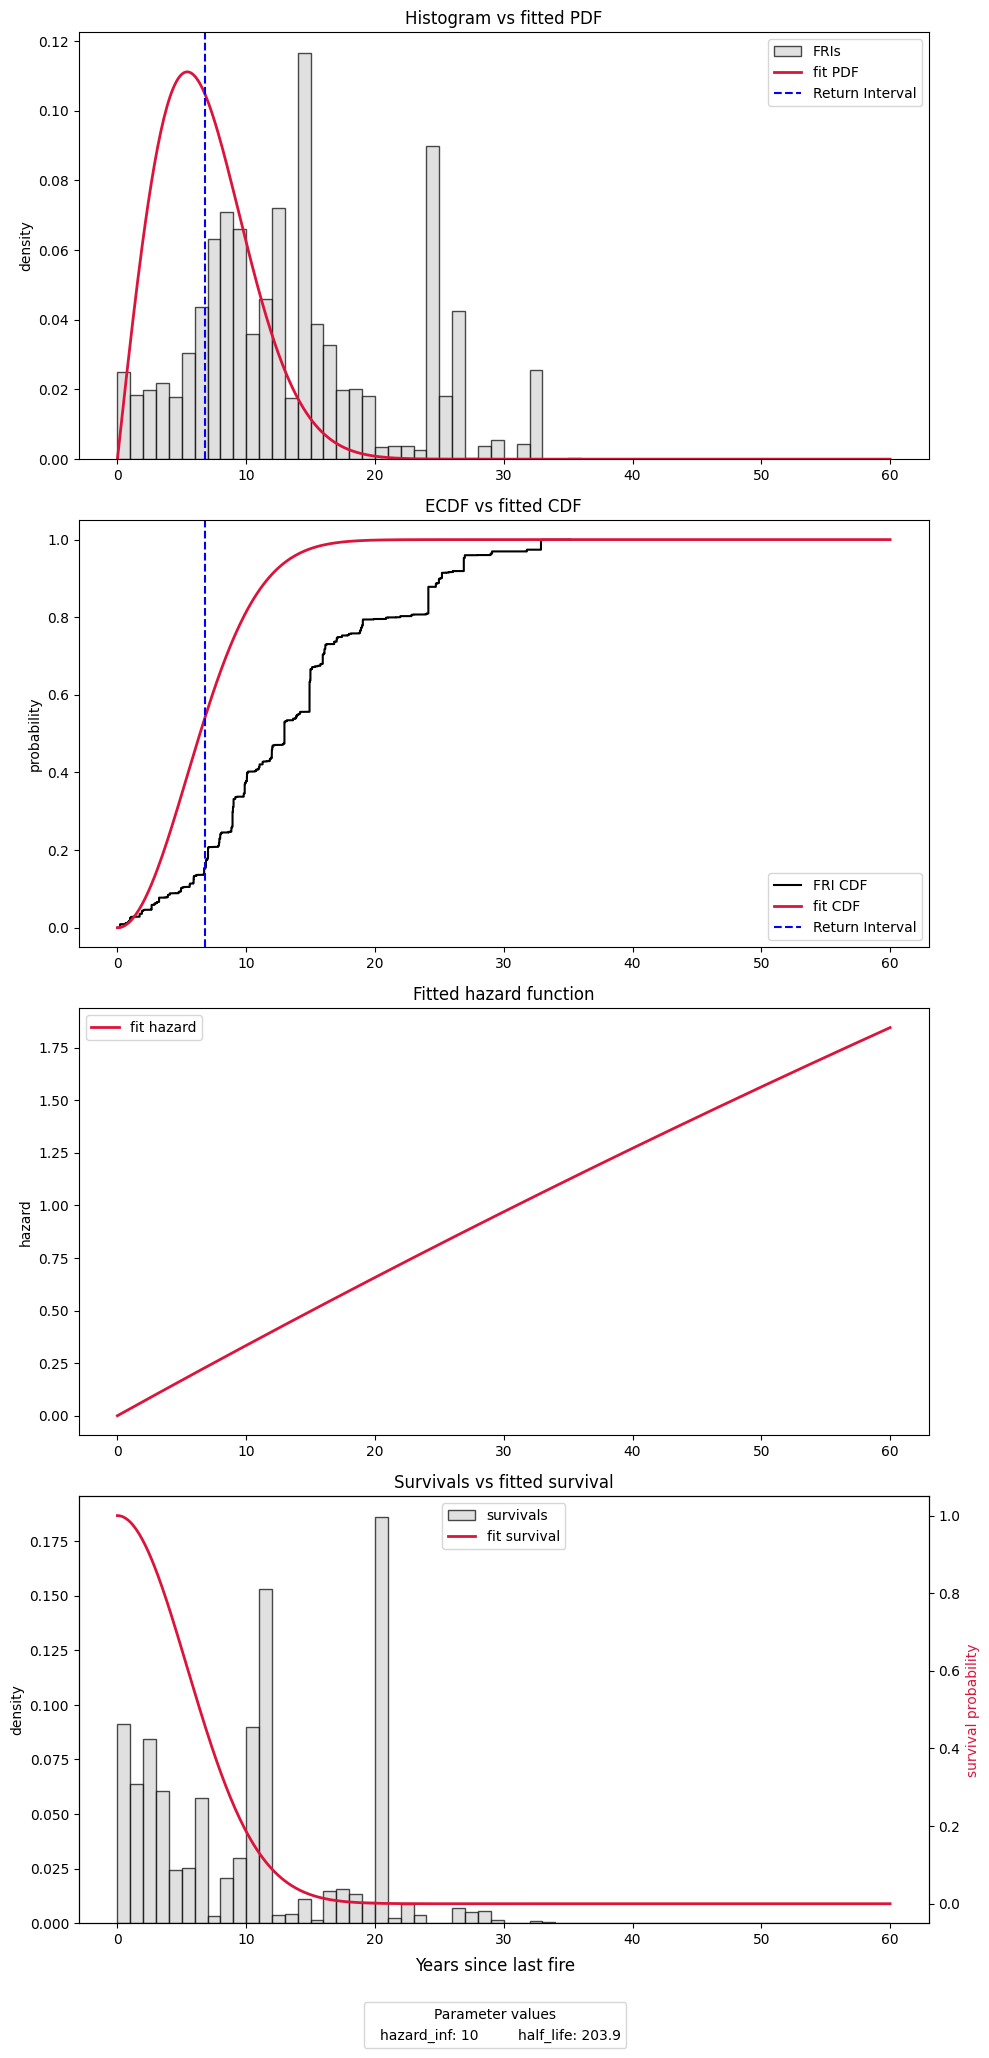 Histogram vs fitted PDF
0.12
0.10
0.08
0.06
0.04
0.02
0.00
density
FRIs
fit PDF
Return Interval
0 10 20 30 40 50 60
ECDF vs fitted CDF
1.0
0.8
0.6
0.4
0.2
0.0
probability
FRI CDF
fit CDF
Return Interval
0 10 20 30 40 50 60
Fitted hazard function
fit hazard
1.75
1.50
1.25
1.00
0.75
0.50
0.25
0.00
hazard
0 10 20 30 40 50 60
Survivals vs fitted survival
survivals
fit survival
0.175
0.150
0.125
0.100
0.075
0.050
0.025
0.000
density
1.0
0.8
0.6
0.4
0.2
0.0
survival probability
0 10 20 30 40 50 60
Years since last fire
Parameter values
hazard_inf: 10 half_life: 203.9